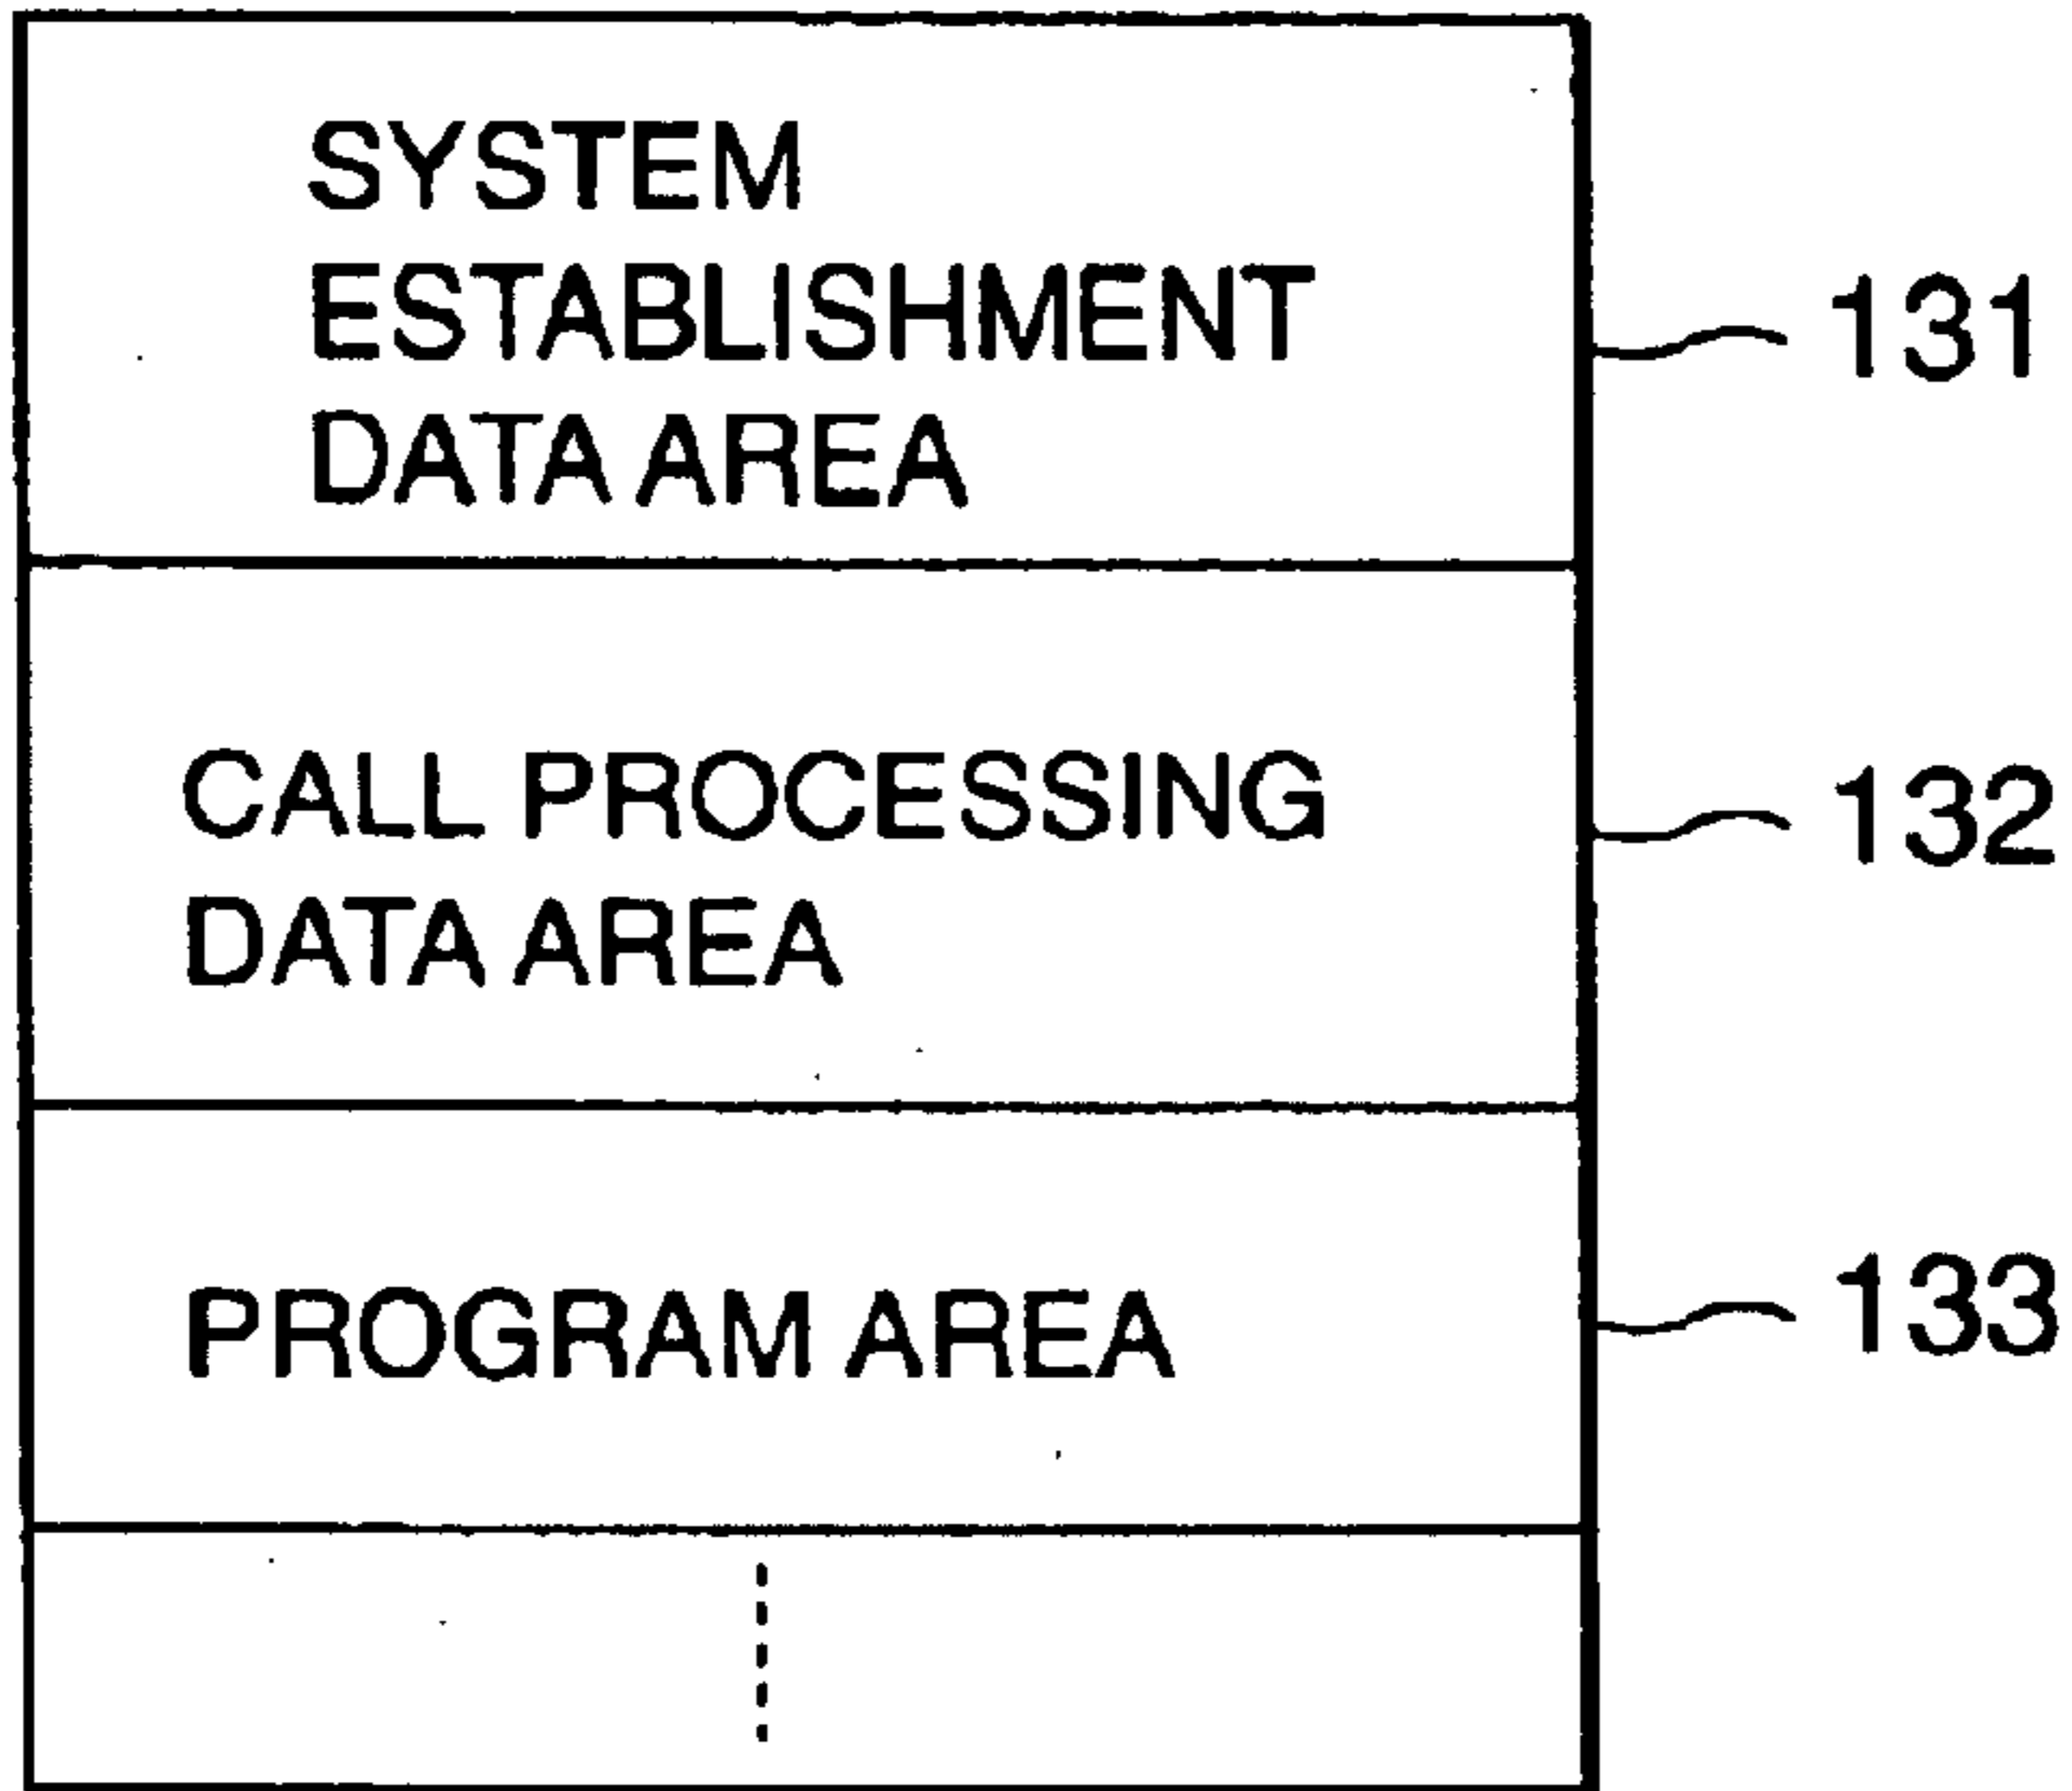 SYSTEM
ESTABLISHMENT
DATA AREA
131
CALL PROCESSING
DATA AREA
132
PROGRAM AREA
133